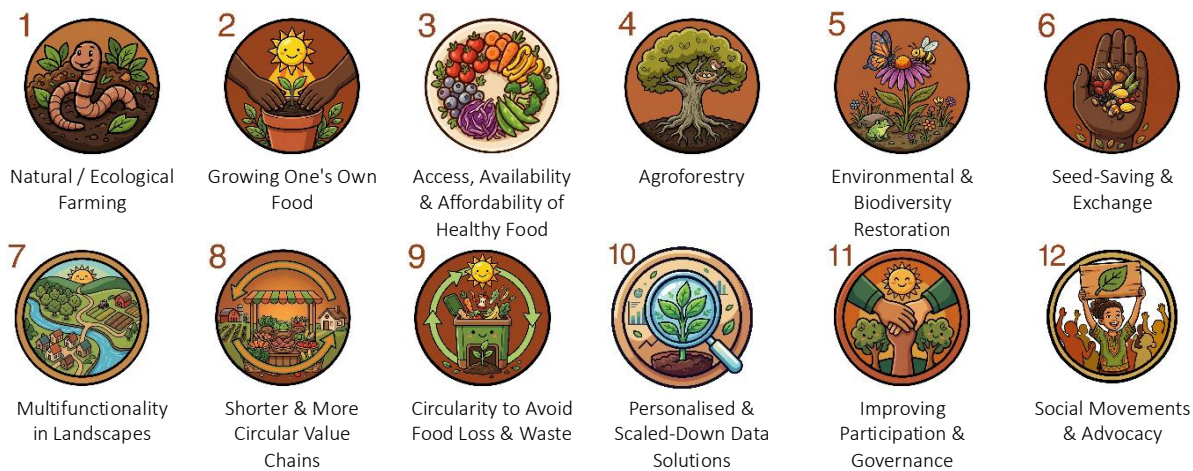 1
2
3
4
5
6
Natural / Ecological
Farming
Growing One's Own
Food
Access, Availability
& Affordability of
Healthy Food
Agroforestry
Environmental &
Biodiversity
Restoration
Seed-Saving &
Exchange
7
8
9
10
11
12
Multifunctionality
in Landscapes
Shorter & More
Circular Value
Chains
Circularity to Avoid
Food Loss & Waste
Personalised &
Scaled-Down Data
Solutions
Improving
Participation &
Governance
Social Movements
& Advocacy